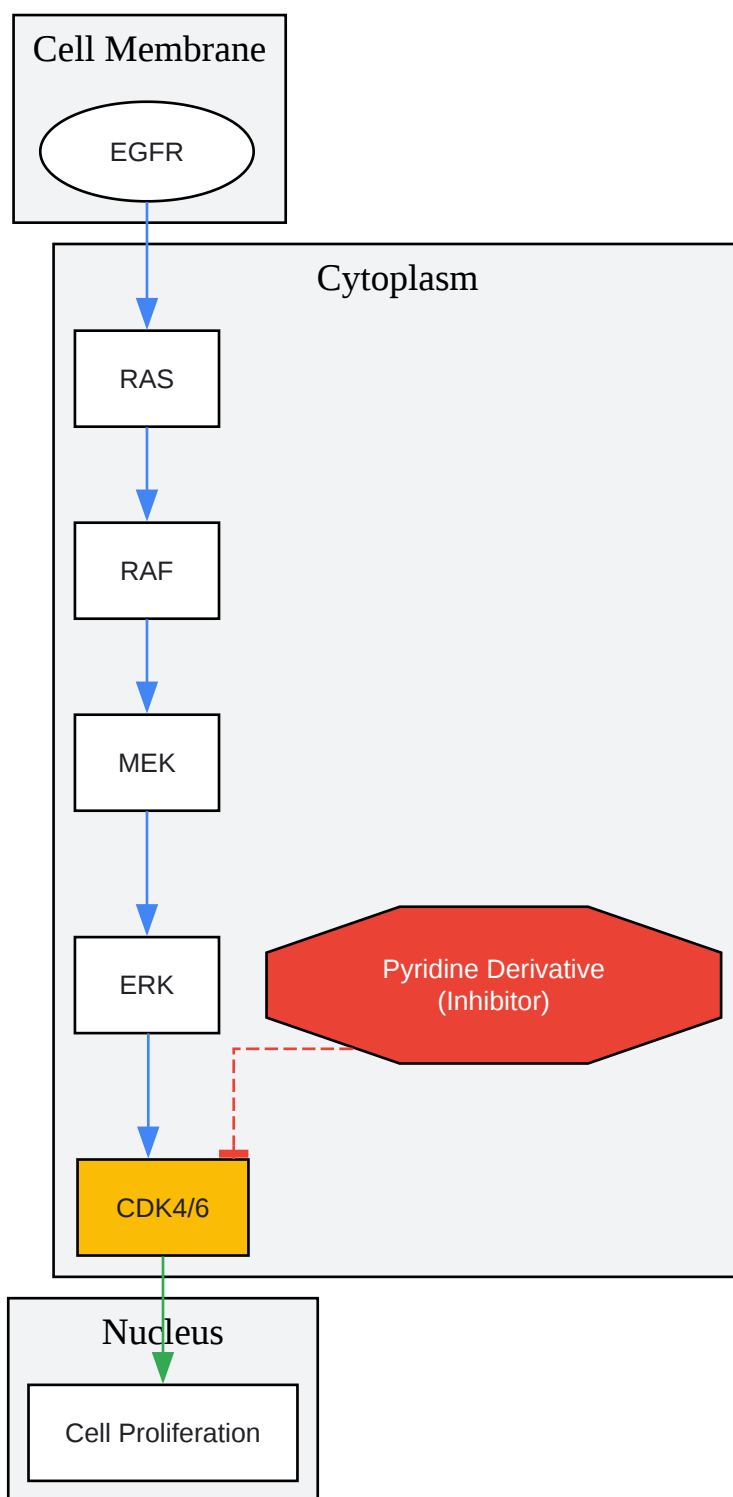 Cell Membrane
EGFR
Cytoplasm
RAS
RAF
MEK
ERK
Pyridine Derivative
(Inhibitor)
CDK4/6
Nucleus
Cell Proliferation